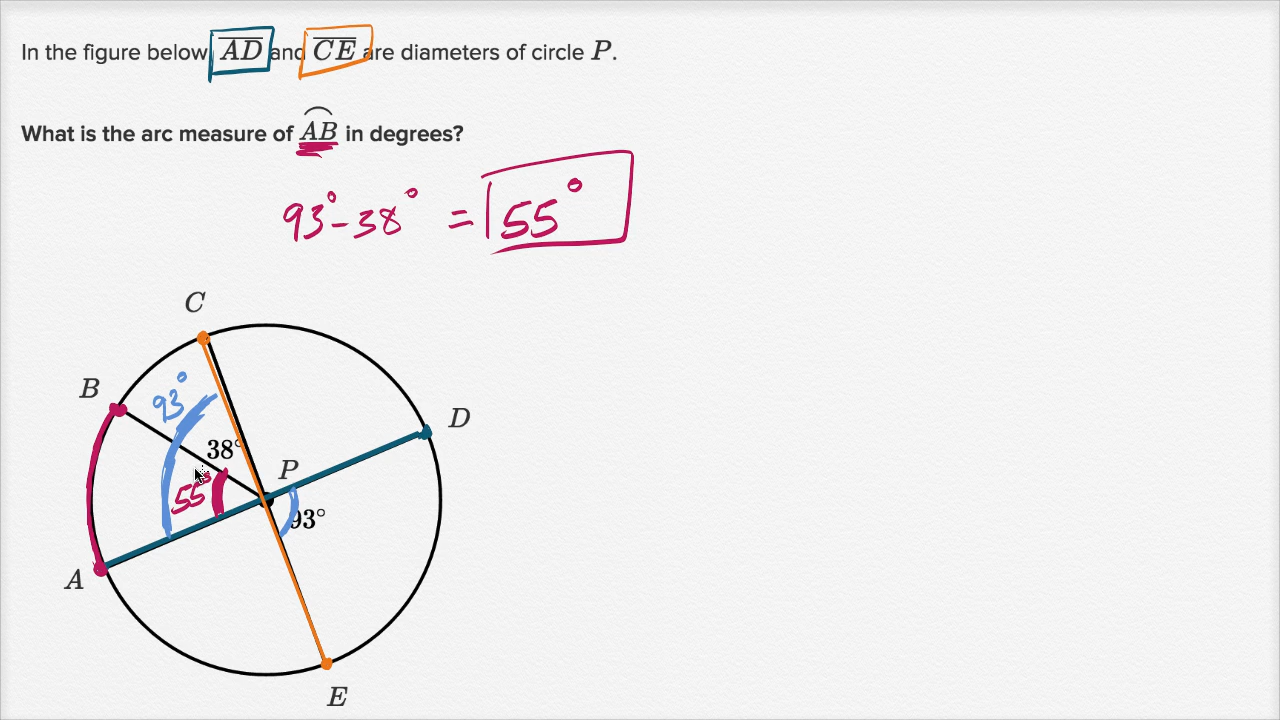 In the figure below AD and CE are diameters of circle P.
What is the arc measure of AB in degrees?
93° - 38° = 55°
C
B
93°
D
38°
P
55°
93°
A
E